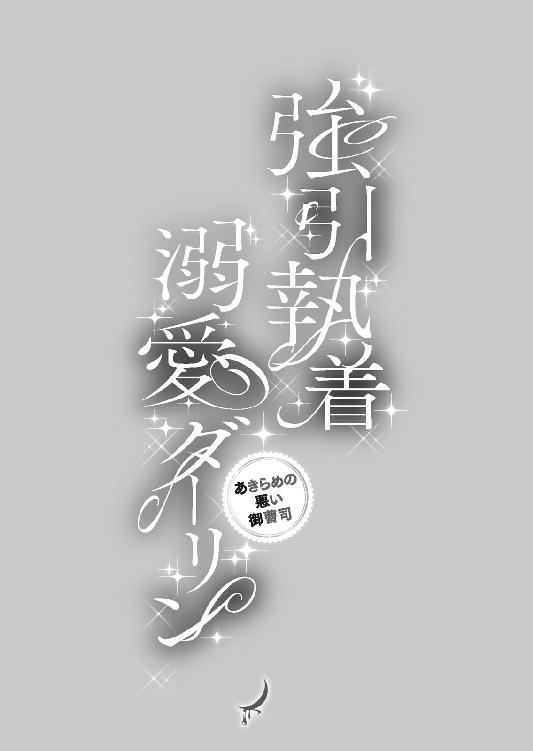 強引執着
溺愛ダーリン
あきらめの
悪い
御曹司